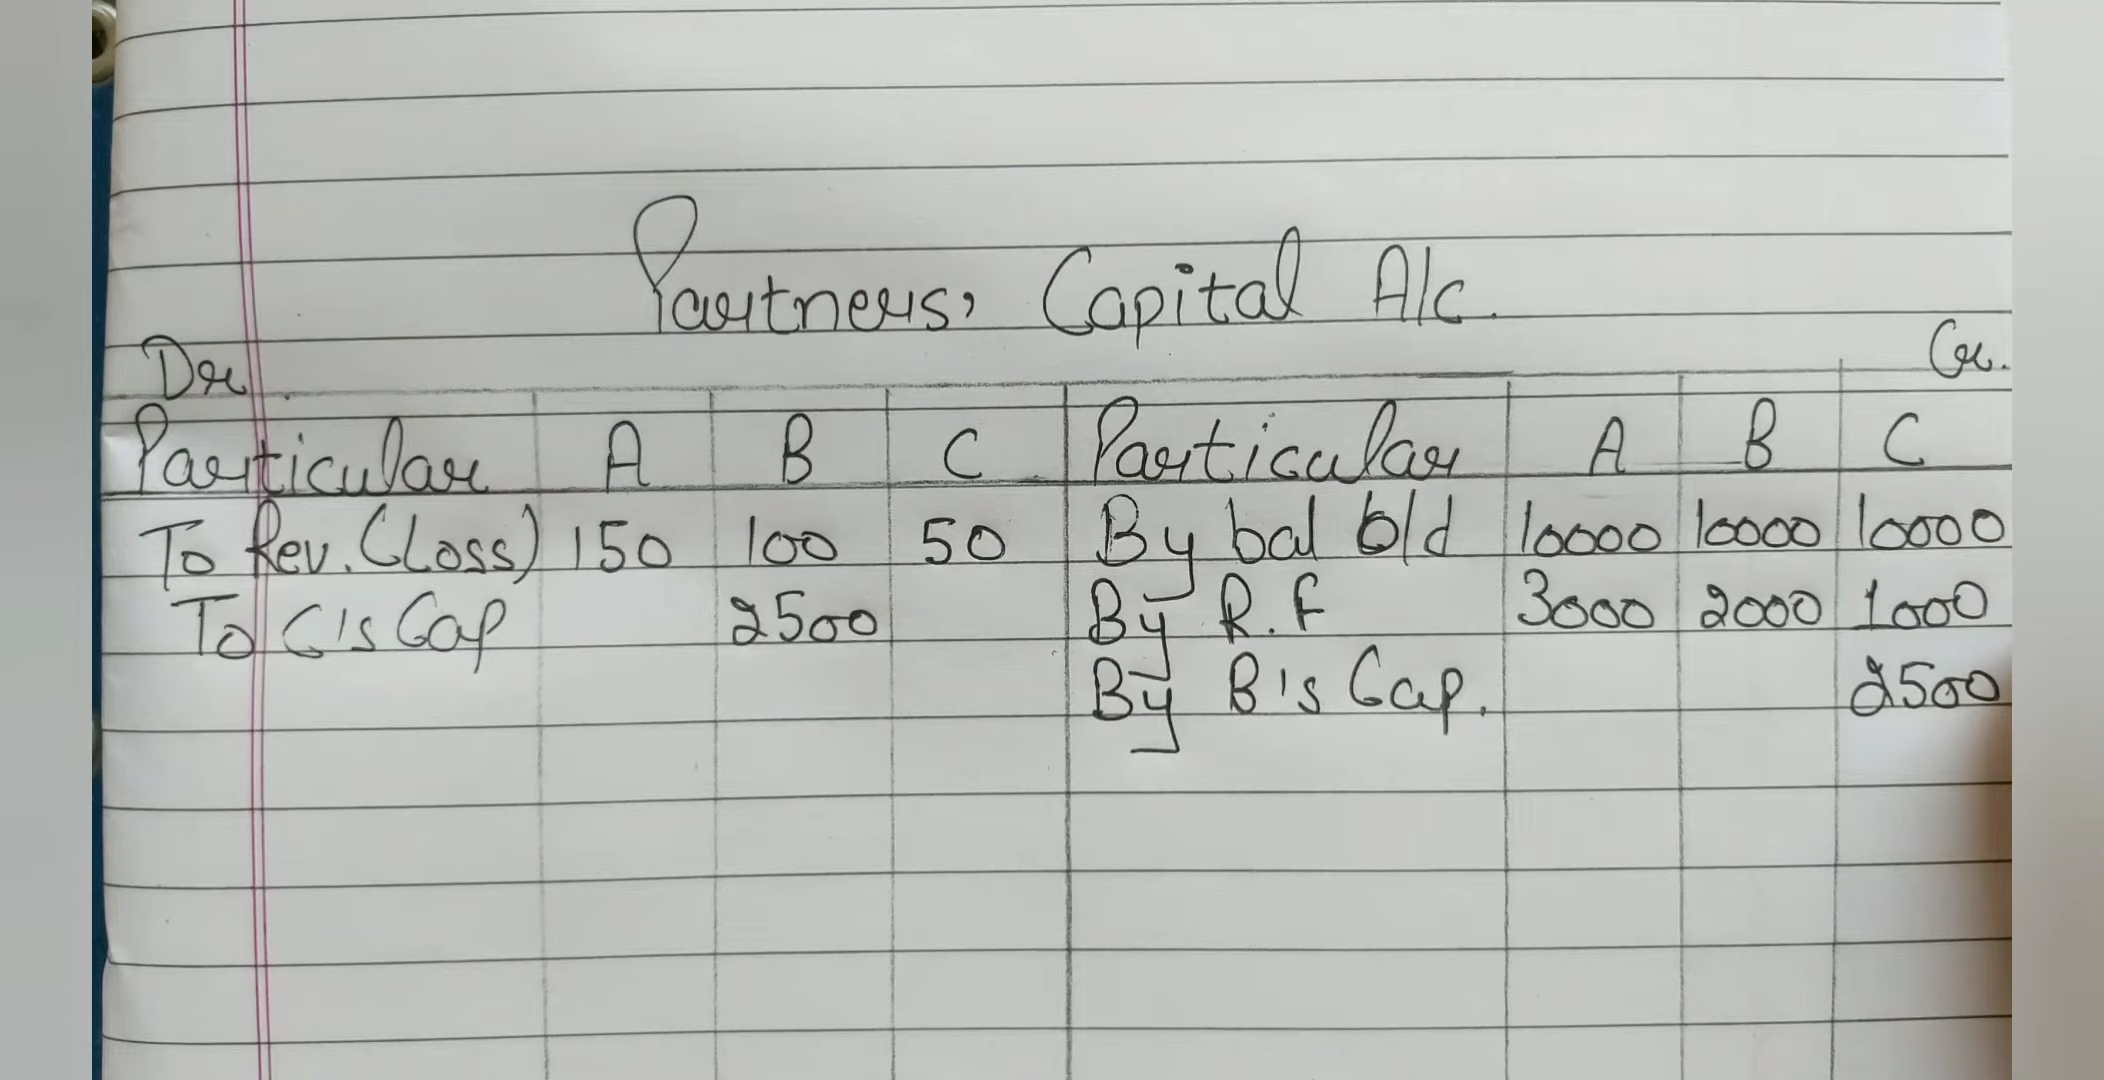 Partners' Capital A/c.
Dr. Cr.
Particular A B C Particular A B C
To Rev. (Loss) 150 100 50 By bal b/d 10000 10000 10000
To C's Cap 2500 By R.F 3000 2000 1000
By B's Cap. 2500